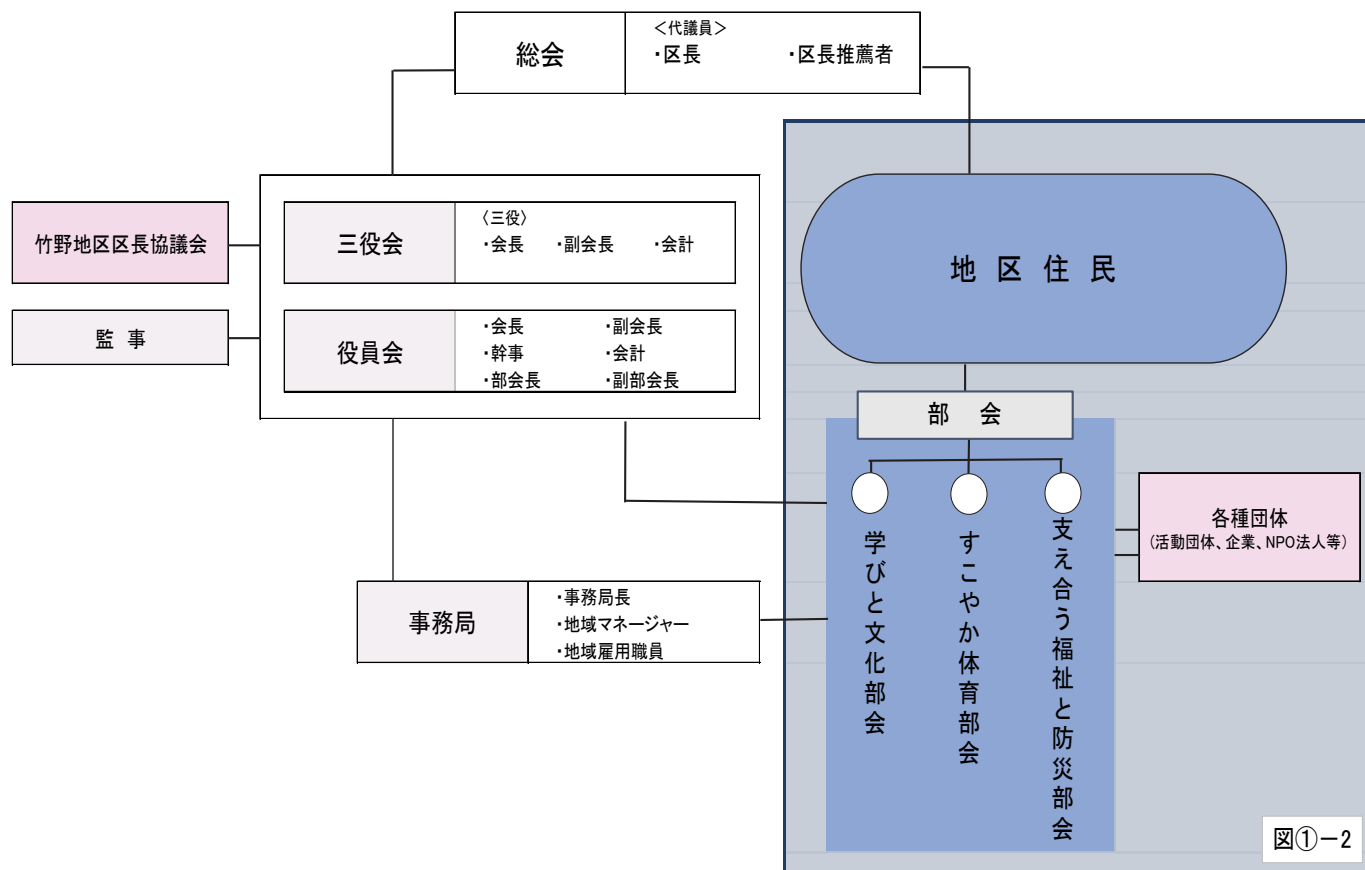 総会
＜代議員＞
・区長 ・区長推薦者
竹野地区区長協議会
監 事
三役会
〈三役〉
・会長 ・副会長 ・会計
役員会
・会長 ・副会長
・幹事 ・会計
・部会長 ・副部会長
事務局
・事務局長
・地域マネージャー
・地域雇用職員
地 区 住 民
部 会
学びと文化部会
すこやか体育部会
支え合う福祉と防災部会
各種団体
（活動団体、企業、NPO法人等）
図①－2